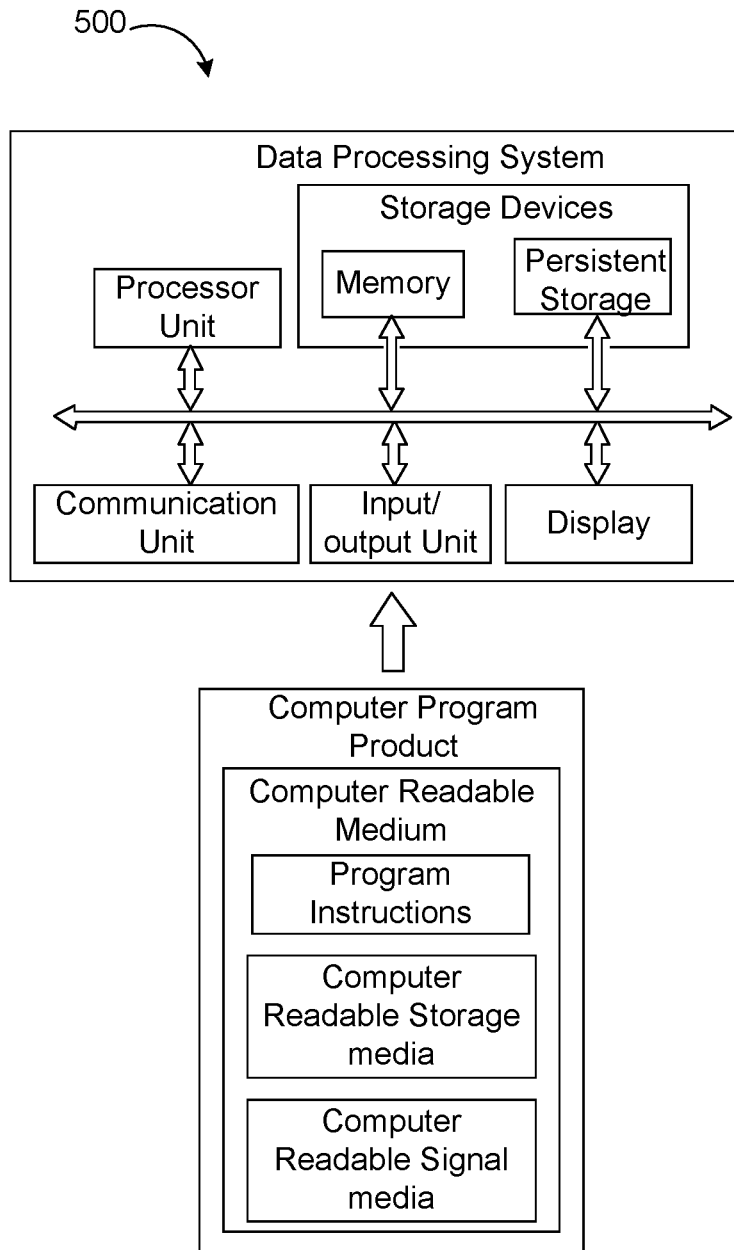 500
Data Processing System
Storage Devices
Processor
Unit
Memory
Persistent
Storage
Communication
Unit
Input/
output Unit
Display
Computer Program
Product
Computer Readable
Medium
Program
Instructions
Computer
Readable Storage
media
Computer
Readable Signal
media